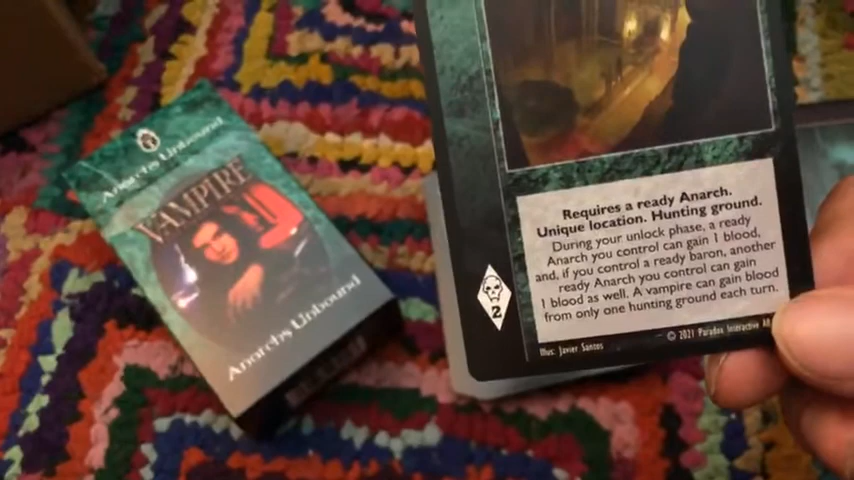 Anarchs Unbound
VAMPIRE
Anarchs Unbound
Requires a ready Anarch.
Unique location. Hunting ground.
During your unlock phase, a ready
Anarch you control can gain 1 blood,
and, if you control a ready baron, another
ready Anarch you control can gain
1 blood as well. A vampire can gain blood
from only one hunting ground each turn.
2
Illus: Javier Santos
© 2021 Paradox Interactive